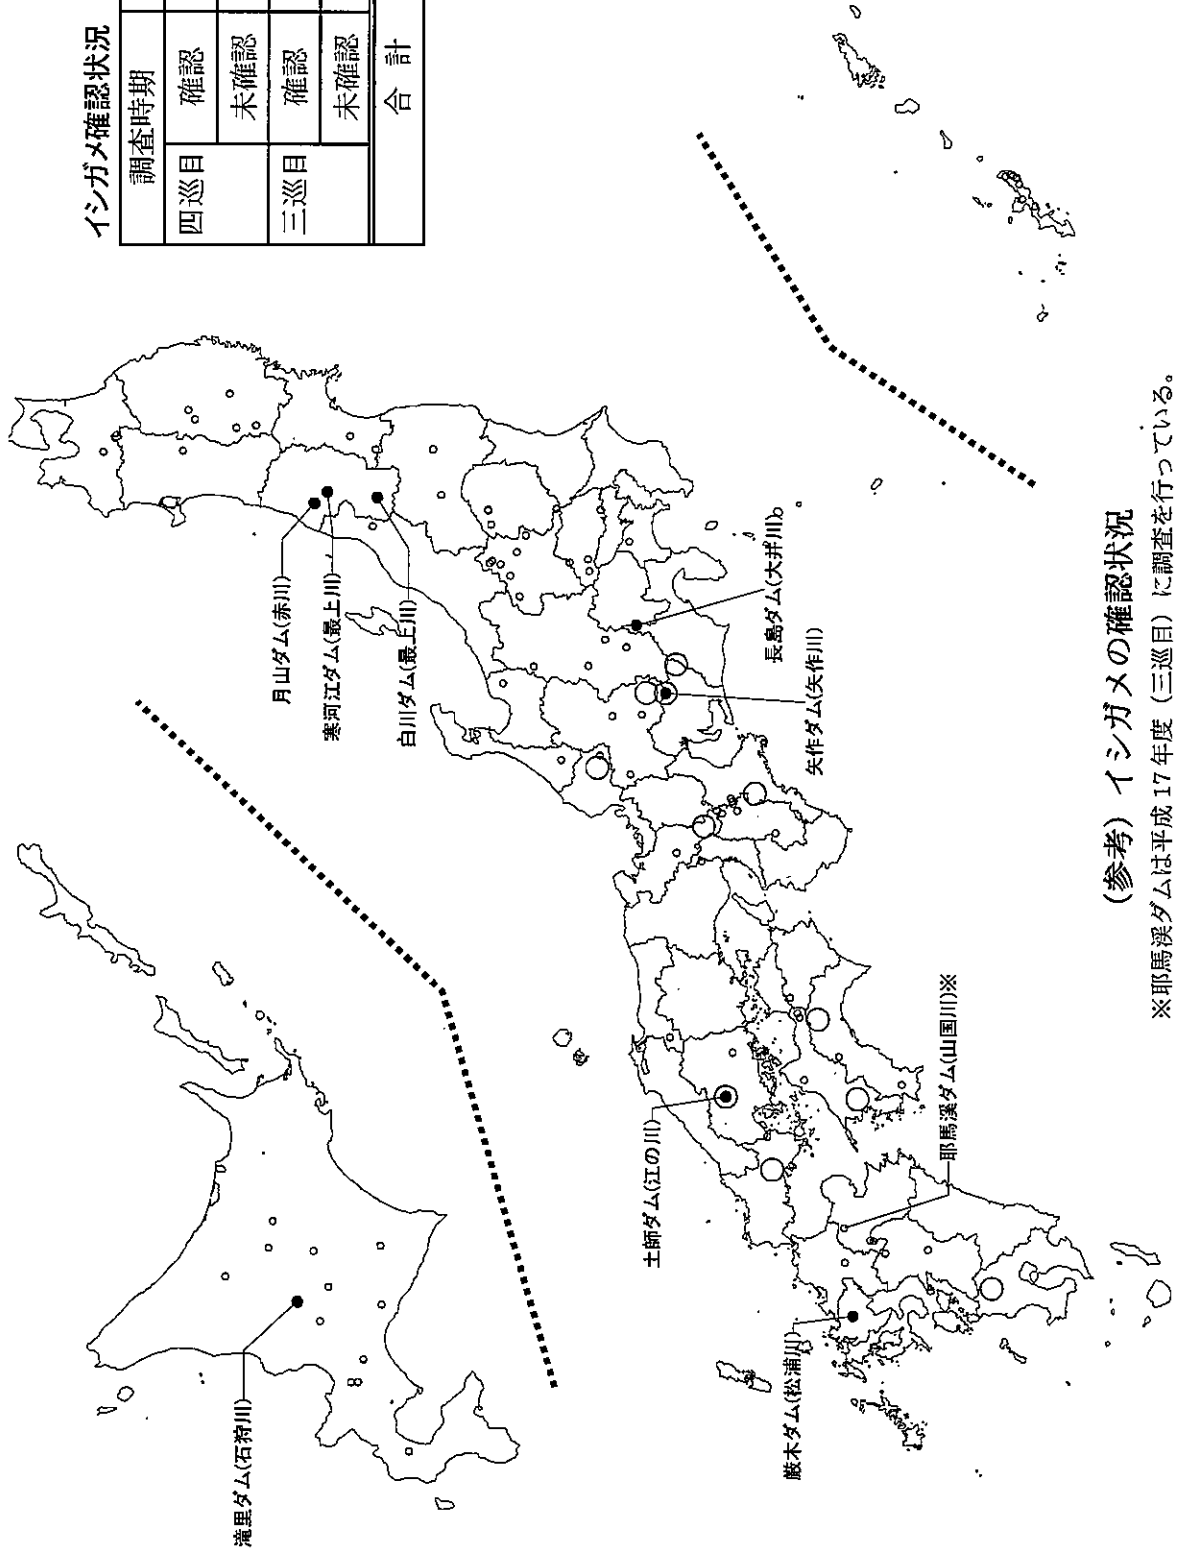 イシガメ確認状況
調査時期
四巡目
確認
未確認
三巡目
確認
未確認
合 計
滝里ダム(石狩川)
月山ダム(赤川)
寒河江ダム(最上川)
白川ダム(最上川)
長島ダム(大井川)
矢作ダム(矢作川)
土師ダム(江の川)
厳木ダム(松浦川)
耶馬渓ダム(山国川)※
(参考) イシガメの確認状況
※耶馬渓ダムは平成 17 年度（三巡目）に調査を行っている。